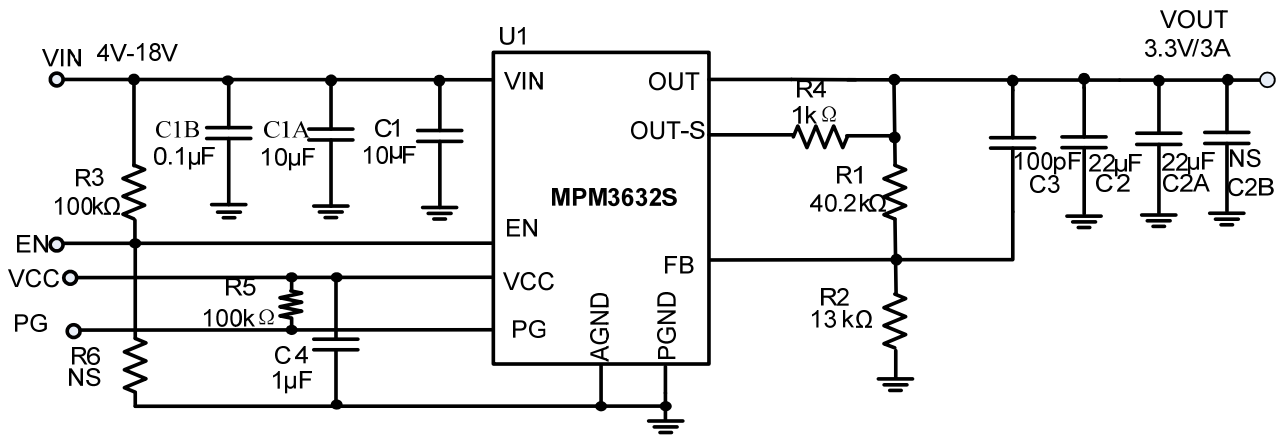 U1
VIN 4V-18V
VOUT
3.3V/3A
VIN
OUT
R4
1kΩ
OUT-S
C1B
0.1µF
C1A
10µF
C1
10µF
100pF
C3
22µF
C2
22µF
C2A
NS
C2B
R3
100kΩ
MPM3632S
R1
40.2kΩ
EN
EN
FB
VCC
VCC
R5
100kΩ
PG
PG
AGND
PGND
R2
13kΩ
R6
NS
C4
1µF